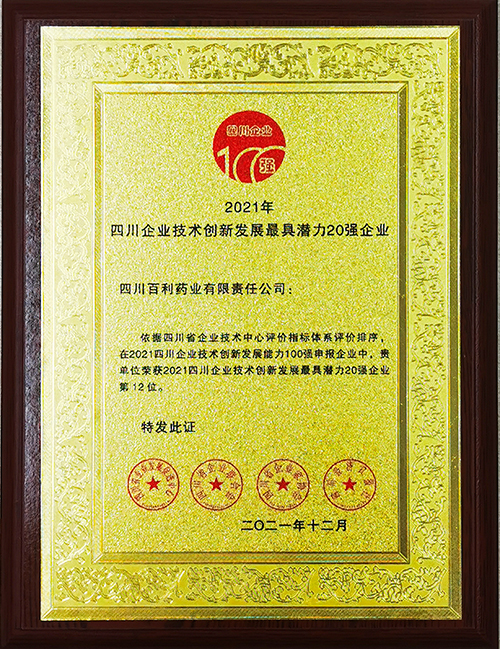 四川企业
100强
2021年
四川企业技术创新发展最具潜力20强企业
四川百利药业有限责任公司：
依据四川省企业技术中心评价指标体系评价排序，
在2021四川企业技术创新发展能力100强申报企业中，贵
单位荣获2021四川企业技术创新发展最具潜力20强企业
第12位。
特发此证
二〇二一年十二月